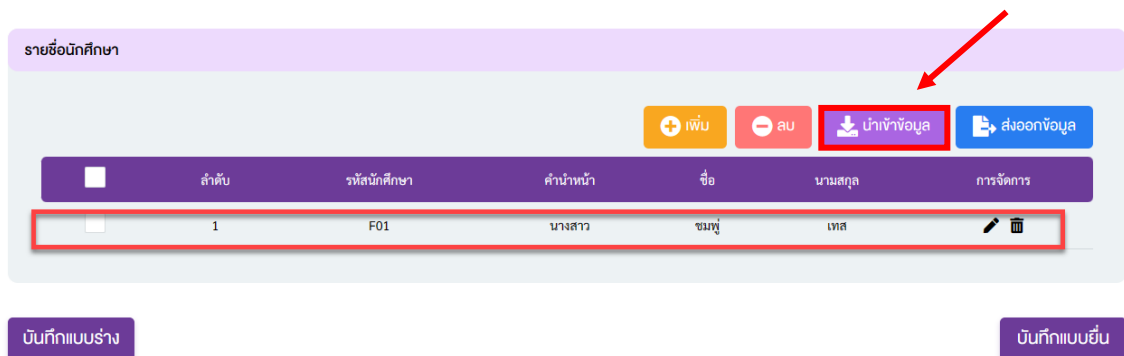 รายชื่อนักศึกษา
เพิ่ม ลบ นำเข้าข้อมูล ส่งออกข้อมูล
ลำดับ รหัสนักศึกษา คำนำหน้า ชื่อ นามสกุล การจัดการ
1 F01 นางสาว ชมพู่ เทส
บันทึกแบบร่าง บันทึกแบบยื่น